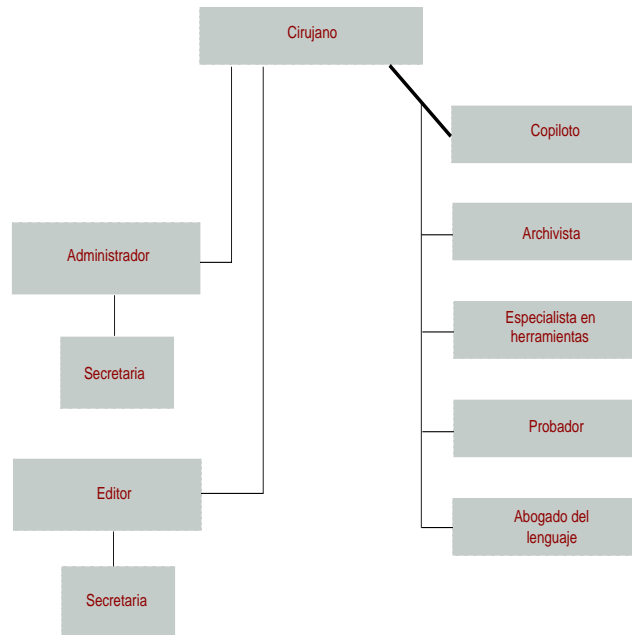 Cirujano
Copiloto
Administrador
Archivista
Especialista en
herramientas
Secretaria
Probador
Editor
Abogado del
lenguaje
Secretaria